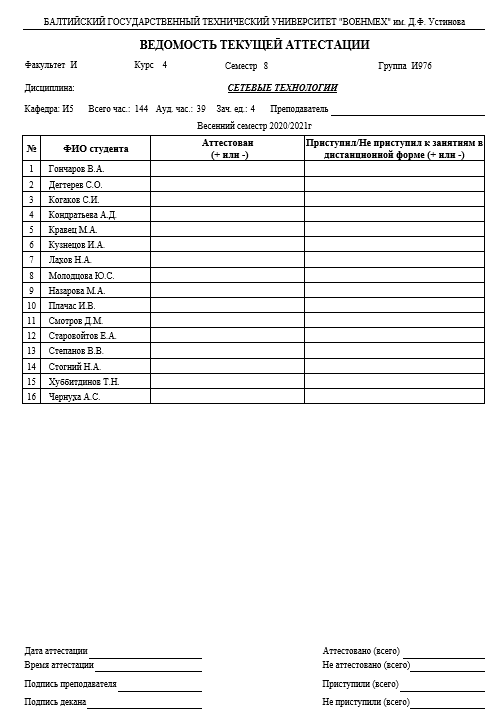 БАЛТИЙСКИЙ ГОСУДАРСТВЕННЫЙ ТЕХНИЧЕСКИЙ УНИВЕРСИТЕТ "ВОЕНМЕХ" им. Д.Ф. Устинова
ВЕДОМОСТЬ ТЕКУЩЕЙ АТТЕСТАЦИИ
Факультет И Курс 4 Семестр 8 Группа И976
Дисциплина: СЕТЕВЫЕ ТЕХНОЛОГИИ
Кафедра: И5 Всего час.: 144 Ауд. час.: 39 Зач. ед.: 4 Преподаватель
Весенний семестр 2020/2021г
№ ФИО студента Аттестован (+ или -) Приступил/Не приступил к занятиям в дистанционной форме (+ или -)
1 Гончаров В.А.
2 Дегтерев С.О.
3 Когаков С.И.
4 Кондратьева А.Д.
5 Кравец М.А.
6 Кузнецов И.А.
7 Лахов Н.А.
8 Молодцова Ю.С.
9 Назарова М.А.
10 Плачас И.В.
11 Смотров Д.М.
12 Старовойтов Е.А.
13 Степанов В.В.
14 Стогний Н.А.
15 Хуббитдинов Т.Н.
16 Чернуха А.С.
Дата аттестации Аттестовано (всего)
Время аттестации Не аттестовано (всего)
Подпись преподавателя Приступили (всего)
Подпись декана Не приступили (всего)